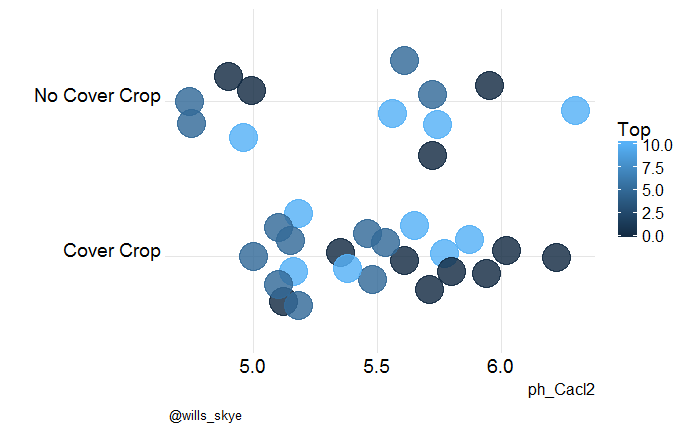 No Cover Crop
Cover Crop
Top
10.0
7.5
5.0
2.5
0.0
5.0 5.5 6.0
ph_Cacl2
@wills_skye